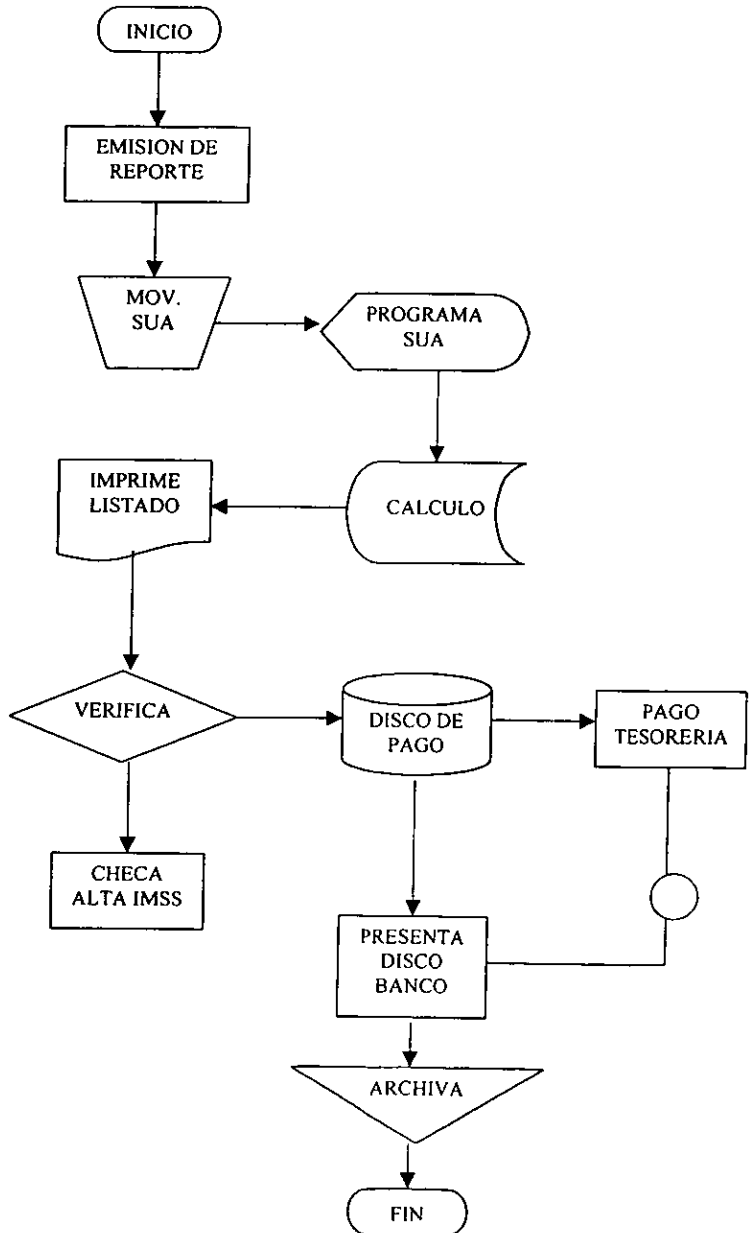 INICIO
EMISION DE
REPORTE
MOV.
SUA
PROGRAMA
SUA
IMPRIME
LISTADO
CALCULO
VERIFICA
DISCO DE
PAGO
PAGO
TESORERIA
CHECA
ALTA IMSS
PRESENTA
DISCO
BANCO
ARCHIVA
FIN